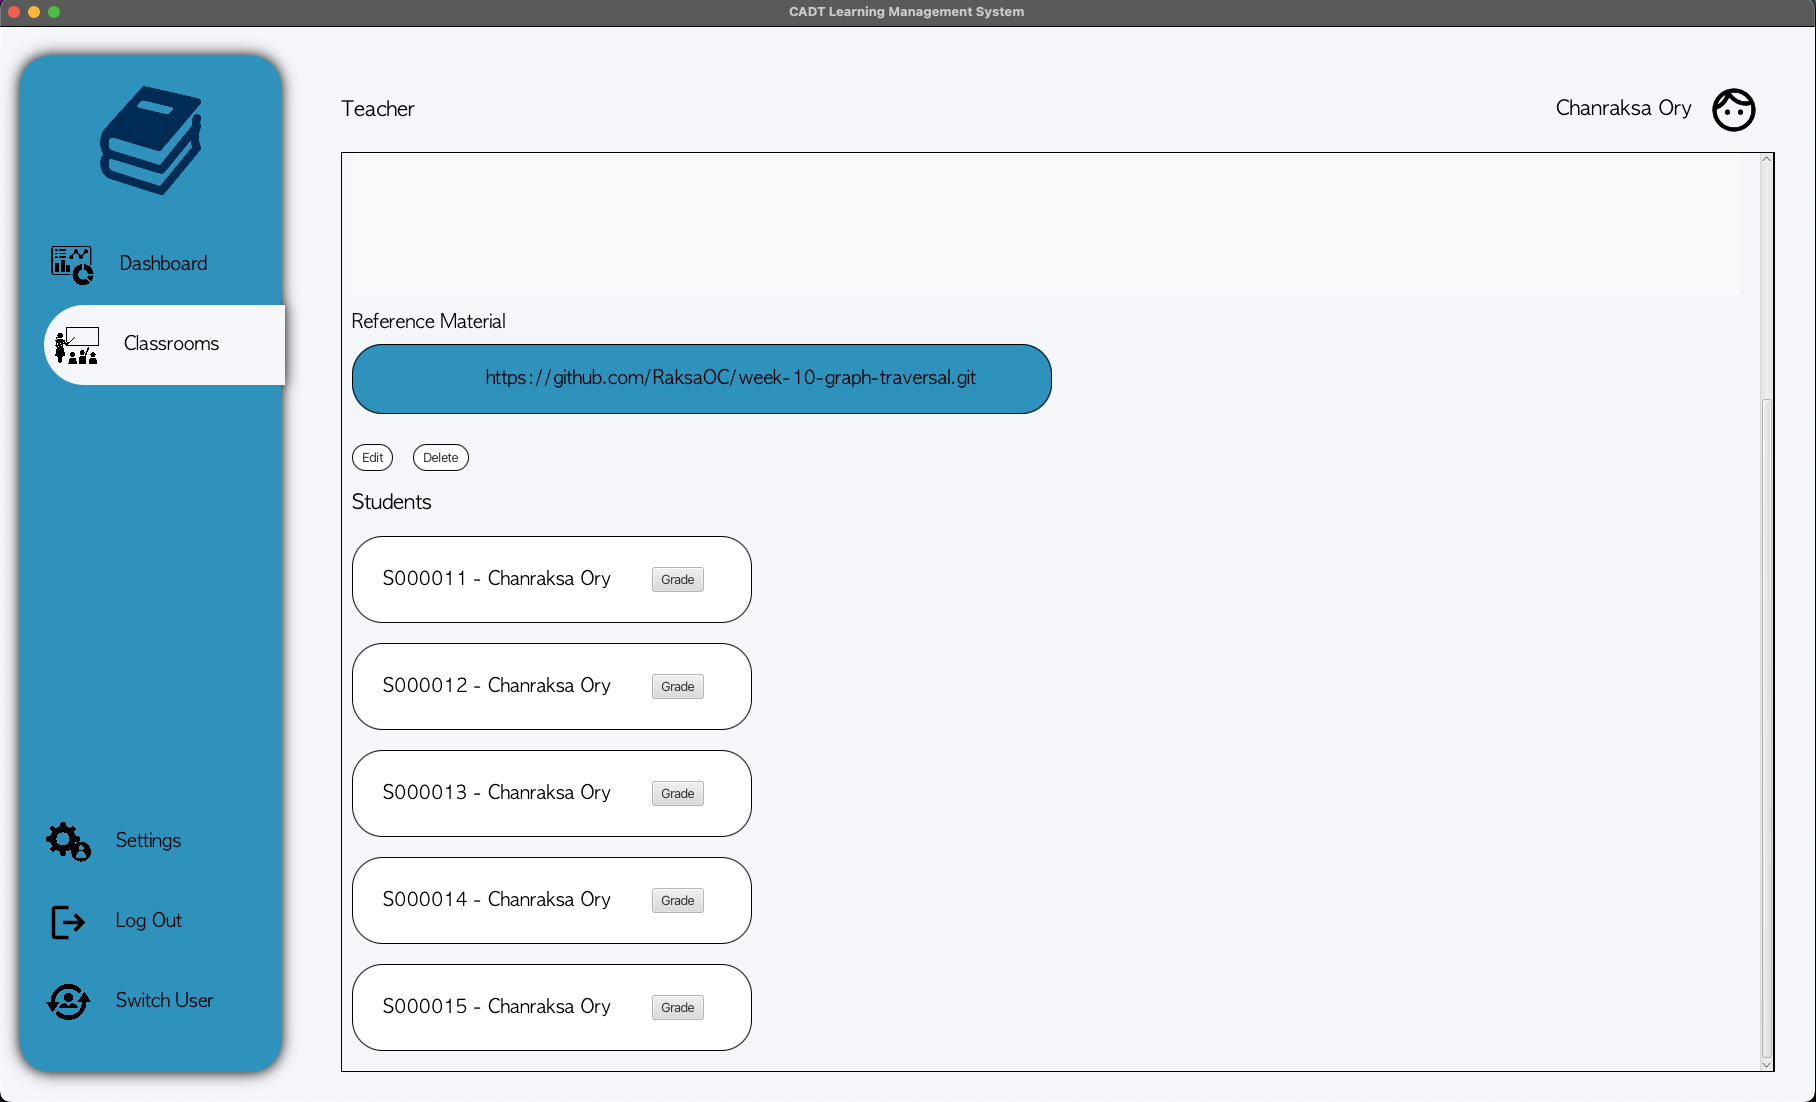 CADT Learning Management System
Teacher
Chanraksa Ory
Dashboard
Classrooms
Settings
Log Out
Switch User
Reference Material
https://github.com/RaksaOC/week-10-graph-traversal.git
Edit
Delete
Students
S000011 - Chanraksa Ory
Grade
S000012 - Chanraksa Ory
Grade
S000013 - Chanraksa Ory
Grade
S000014 - Chanraksa Ory
Grade
S000015 - Chanraksa Ory
Grade